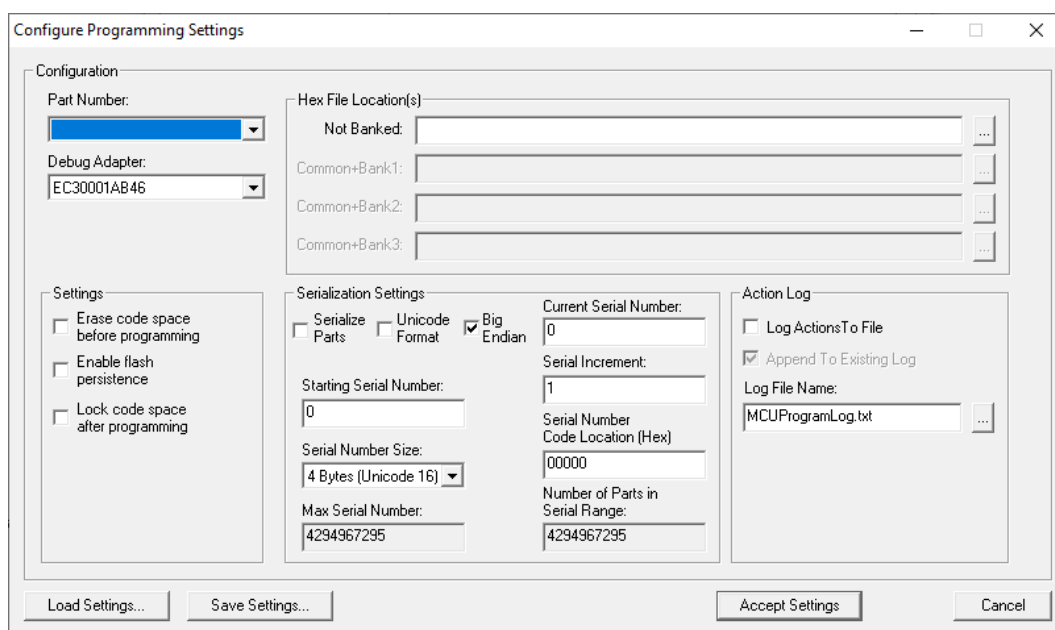 Configure Programming Settings
Configuration
Part Number:
Debug Adapter:
EC30001AB46
Hex File Location(s)
Not Banked:
...
Common+Bank1:
...
Common+Bank2:
...
Common+Bank3:
...
Settings
Erase code space
before programming
Enable flash
persistence
Lock code space
after programming
Serialization Settings
Serialize
Parts
Unicode
Format
Big
Endian
Starting Serial Number:
0
Serial Number Size:
4 Bytes (Unicode 16)
Max Serial Number:
4294967295
Current Serial Number:
0
Serial Increment:
1
Serial Number
Code Location (Hex)
00000
Number of Parts in
Serial Range:
4294967295
Action Log
Log ActionsTo File
Append To Existing Log
Log File Name:
MCUProgramLog.txt
...
Load Settings...
Save Settings...
Accept Settings
Cancel